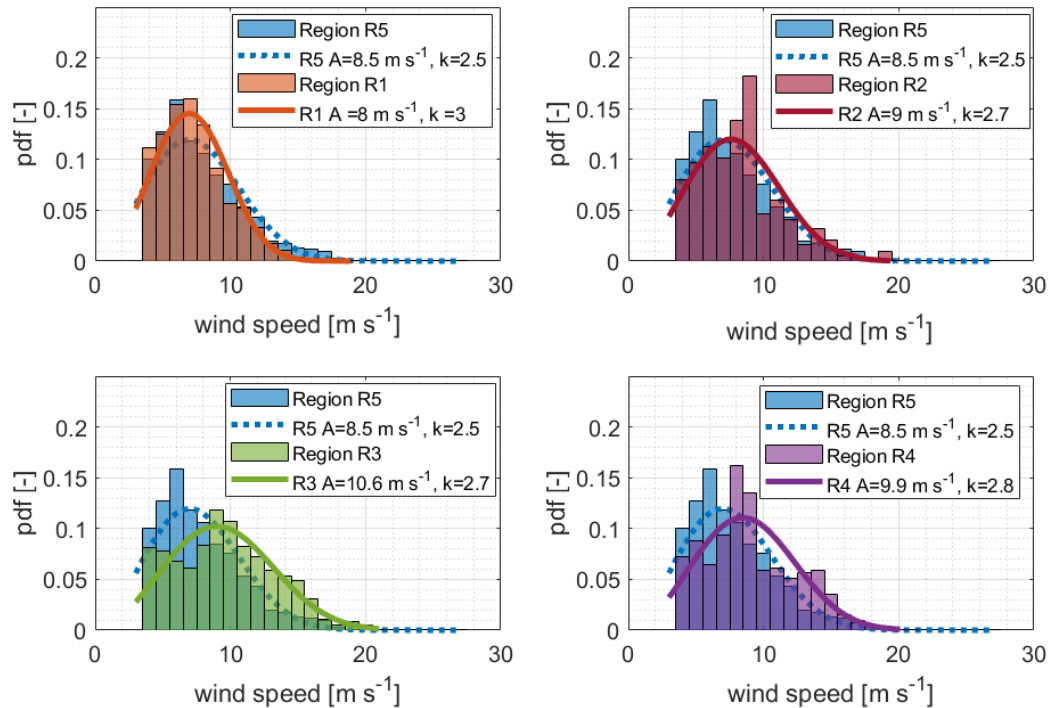 Region R5
R5 A=8.5 m s-1, k=2.5
Region R1
R1 A =8 m s-1, k =3
0.2
0.15
0.1
0.05
0
pdf [-]
0 10 20 30
wind speed [m s-1]
Region R5
R5 A=8.5 m s-1, k=2.5
Region R2
R2 A=9 m s-1, k=2.7
0.2
0.15
0.1
0.05
0
pdf [-]
0 10 20 30
wind speed [m s-1]
Region R5
R5 A=8.5 m s-1, k=2.5
Region R3
R3 A=10.6 m s-1, k=2.7
0.2
0.15
0.1
0.05
0
pdf [-]
0 10 20 30
wind speed [m s-1]
Region R5
R5 A=8.5 m s-1, k=2.5
Region R4
R4 A=9.9 m s-1, k=2.8
0.2
0.15
0.1
0.05
0
pdf [-]
0 10 20 30
wind speed [m s-1]